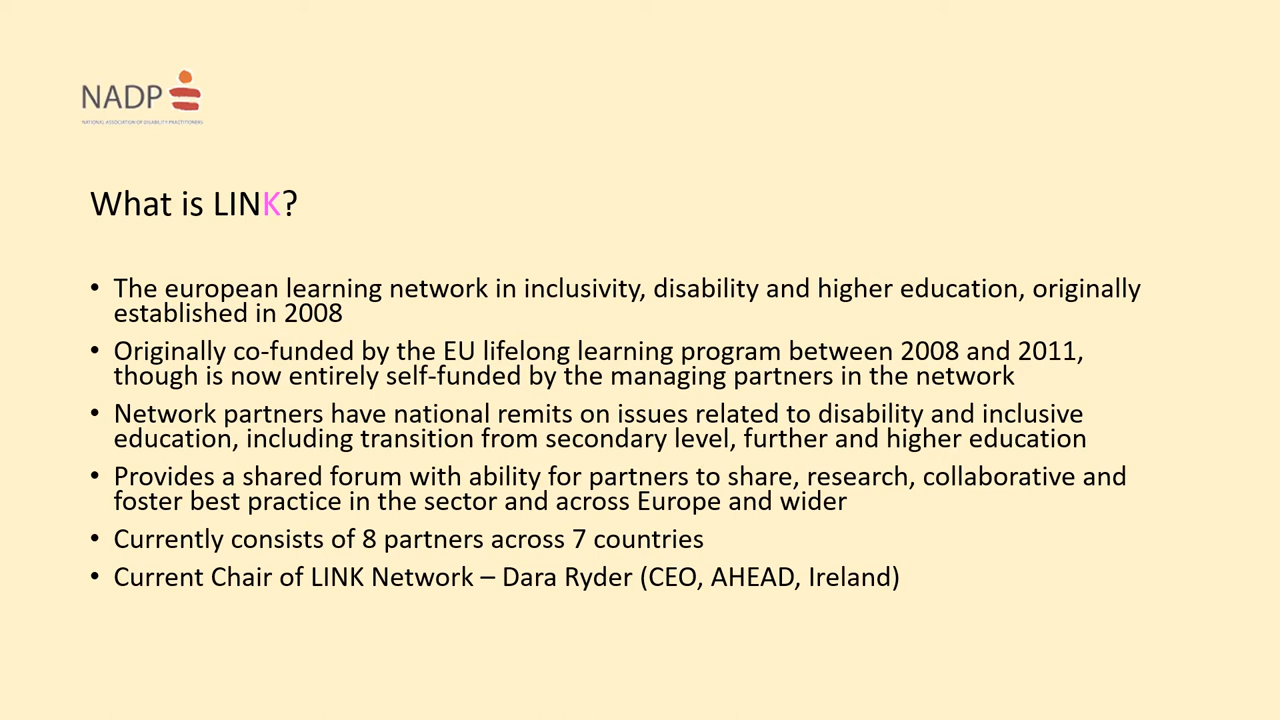 NADP
NATIONAL ASSOCIATION OF DISABILITY PRACTITIONERS
What is LINK?
• The european learning network in inclusivity, disability and higher education, originally
established in 2008
• Originally co-funded by the EU lifelong learning program between 2008 and 2011,
though is now entirely self-funded by the managing partners in the network
• Network partners have national remits on issues related to disability and inclusive
education, including transition from secondary level, further and higher education
• Provides a shared forum with ability for partners to share, research, collaborative and
foster best practice in the sector and across Europe and wider
• Currently consists of 8 partners across 7 countries
• Current Chair of LINK Network – Dara Ryder (CEO, AHEAD, Ireland)